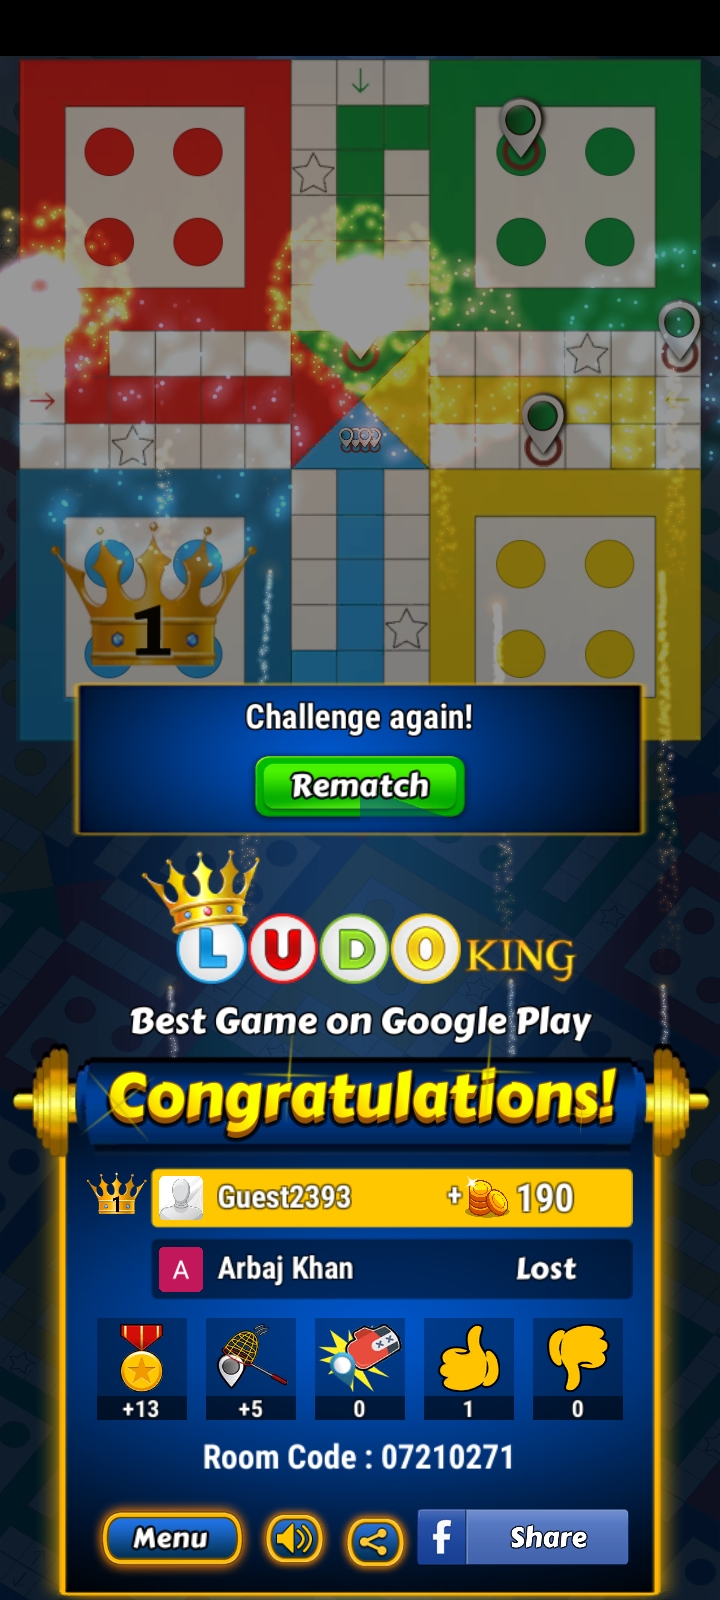 1
Challenge again!
Rematch
LUDO KING
Best Game on Google Play
Congratulations!
1 Guest2393 + 190
A Arbaj Khan Lost
+13 +5 0 1 0
Room Code : 07210271
Menu f Share